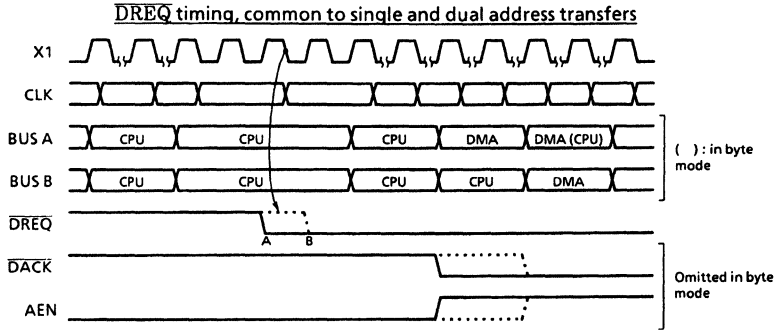 DREQ timing, common to single and dual address transfers
X1
CLK
BUS A CPU CPU CPU DMA DMA (CPU)
( ) : in byte mode
BUS B CPU CPU CPU CPU DMA
DREQ
A B
DACK
Omitted in byte mode
AEN